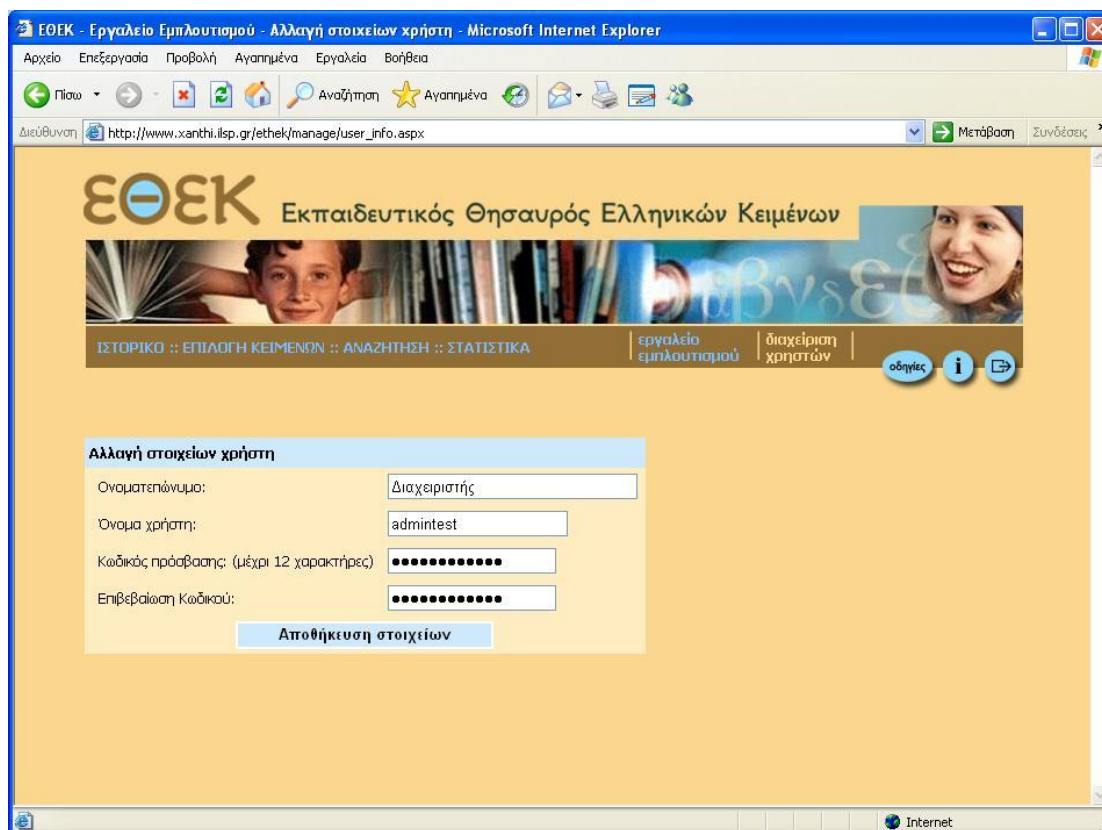 ΕΘΕΚ - Εργαλείο Εμπλουτισμού - Αλλαγή στοιχείων χρήστη - Microsoft Internet Explorer
Αρχείο Επεξεργασία Προβολή Αγαπημένα Εργαλεία Βοήθεια
Πίσω Αναζήτηση Αγαπημένα
Διεύθυνση http://www.xanthi.ilsp.gr/ethek/manage/user_info.aspx Μετάβαση Συνδέσεις
εΘεκ Εκπαιδευτικός Θησαυρός Ελληνικών Κειμένων
ΙΣΤΟΡΙΚΟ :: ΕΠΙΛΟΓΗ ΚΕΙΜΕΝΩΝ :: ΑΝΑΖΗΤΗΣΗ :: ΣΤΑΤΙΣΤΙΚΑ
εργαλείο εμπλουτισμού
διαχείριση χρηστών
οδηγίες i
Αλλαγή στοιχείων χρήστη
Ονοματεπώνυμο: Διαχειριστής
Όνομα χρήστη: admintest
Κωδικός πρόσβασης: (μέχρι 12 χαρακτήρες) ●●●●●●●●●●●●
Επιβεβαίωση Κωδικού: ●●●●●●●●●●●●
Αποθήκευση στοιχείων
Internet